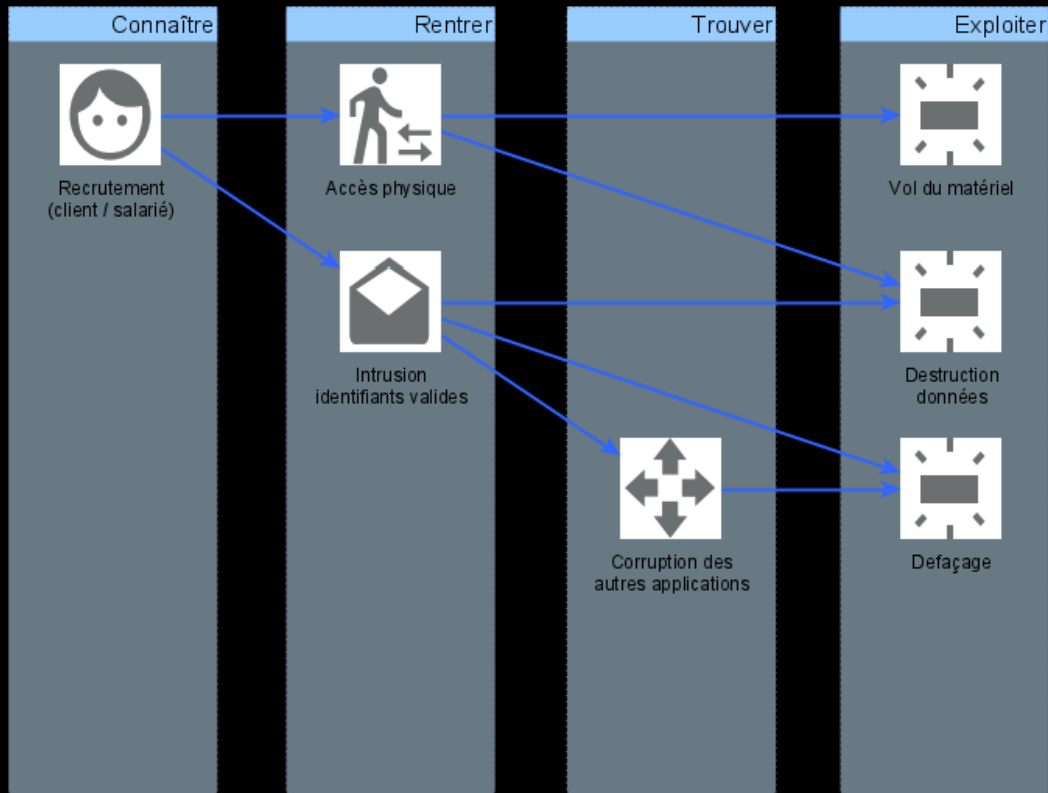 Connaître
Rentrer
Trouver
Exploiter
Recrutement
(client / salarié)
Accès physique
Vol du matériel
Intrusion
identifiants valides
Destruction
données
Corruption des
autres applications
Defaçage